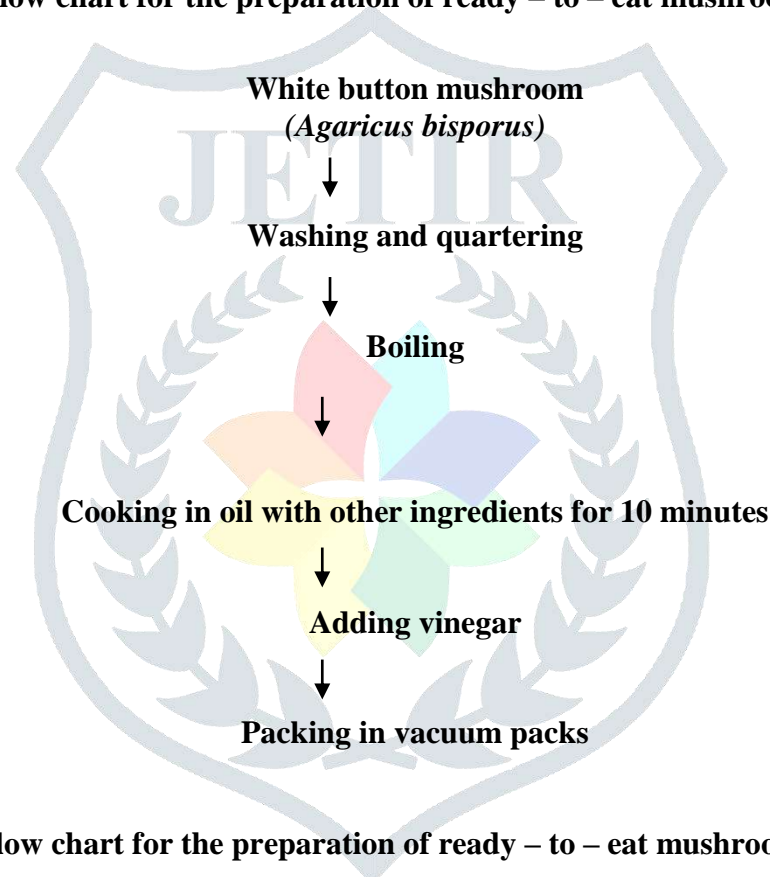 low chart for the preparation of ready – to – eat mushroo
White button mushroom
(Agaricus bisporus)
JETIR
Washing and quartering
Boiling
Cooking in oil with other ingredients for 10 minutes
Adding vinegar
Packing in vacuum packs
low chart for the preparation of ready – to – eat mushroo